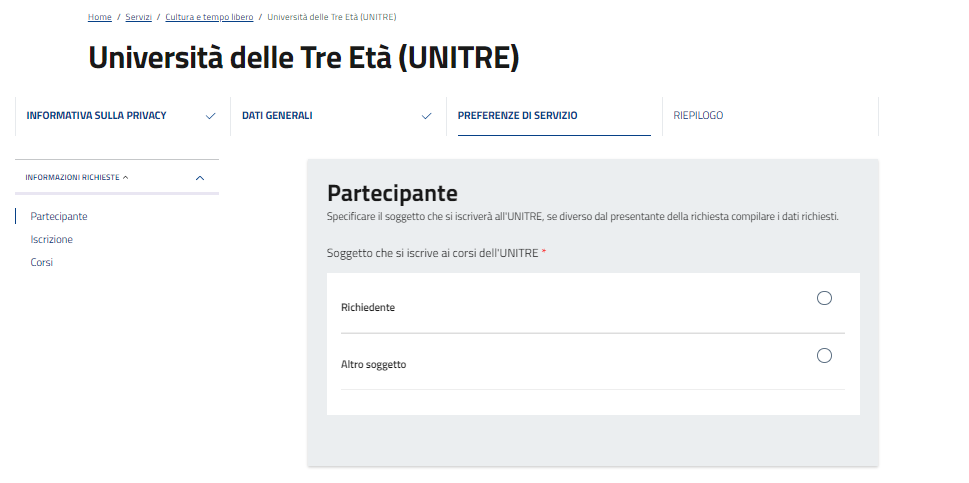 Home / Servizi / Cultura e tempo libero / Università delle Tre Età (UNITRE)
Università delle Tre Età (UNITRE)
INFORMATIVA SULLA PRIVACY
DATI GENERALI
PREFERENZE DI SERVIZIO
RIEPILOGO
INFORMAZIONI RICHIESTE
Partecipante
Iscrizione
Corsi
Partecipante
Specificare il soggetto che si iscriverà all'UNITRE, se diverso dal presentante della richiesta compilare i dati richiesti.
Soggetto che si iscrive ai corsi dell'UNITRE *
Richiedente
Altro soggetto